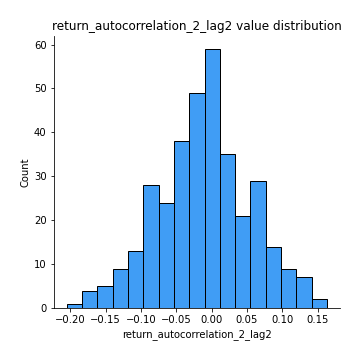 return_autocorrelation_2_lag2 value distribution
60
50
40
30
20
10
0
Count
−0.20 −0.15 −0.10 −0.05 0.00 0.05 0.10 0.15
return_autocorrelation_2_lag2